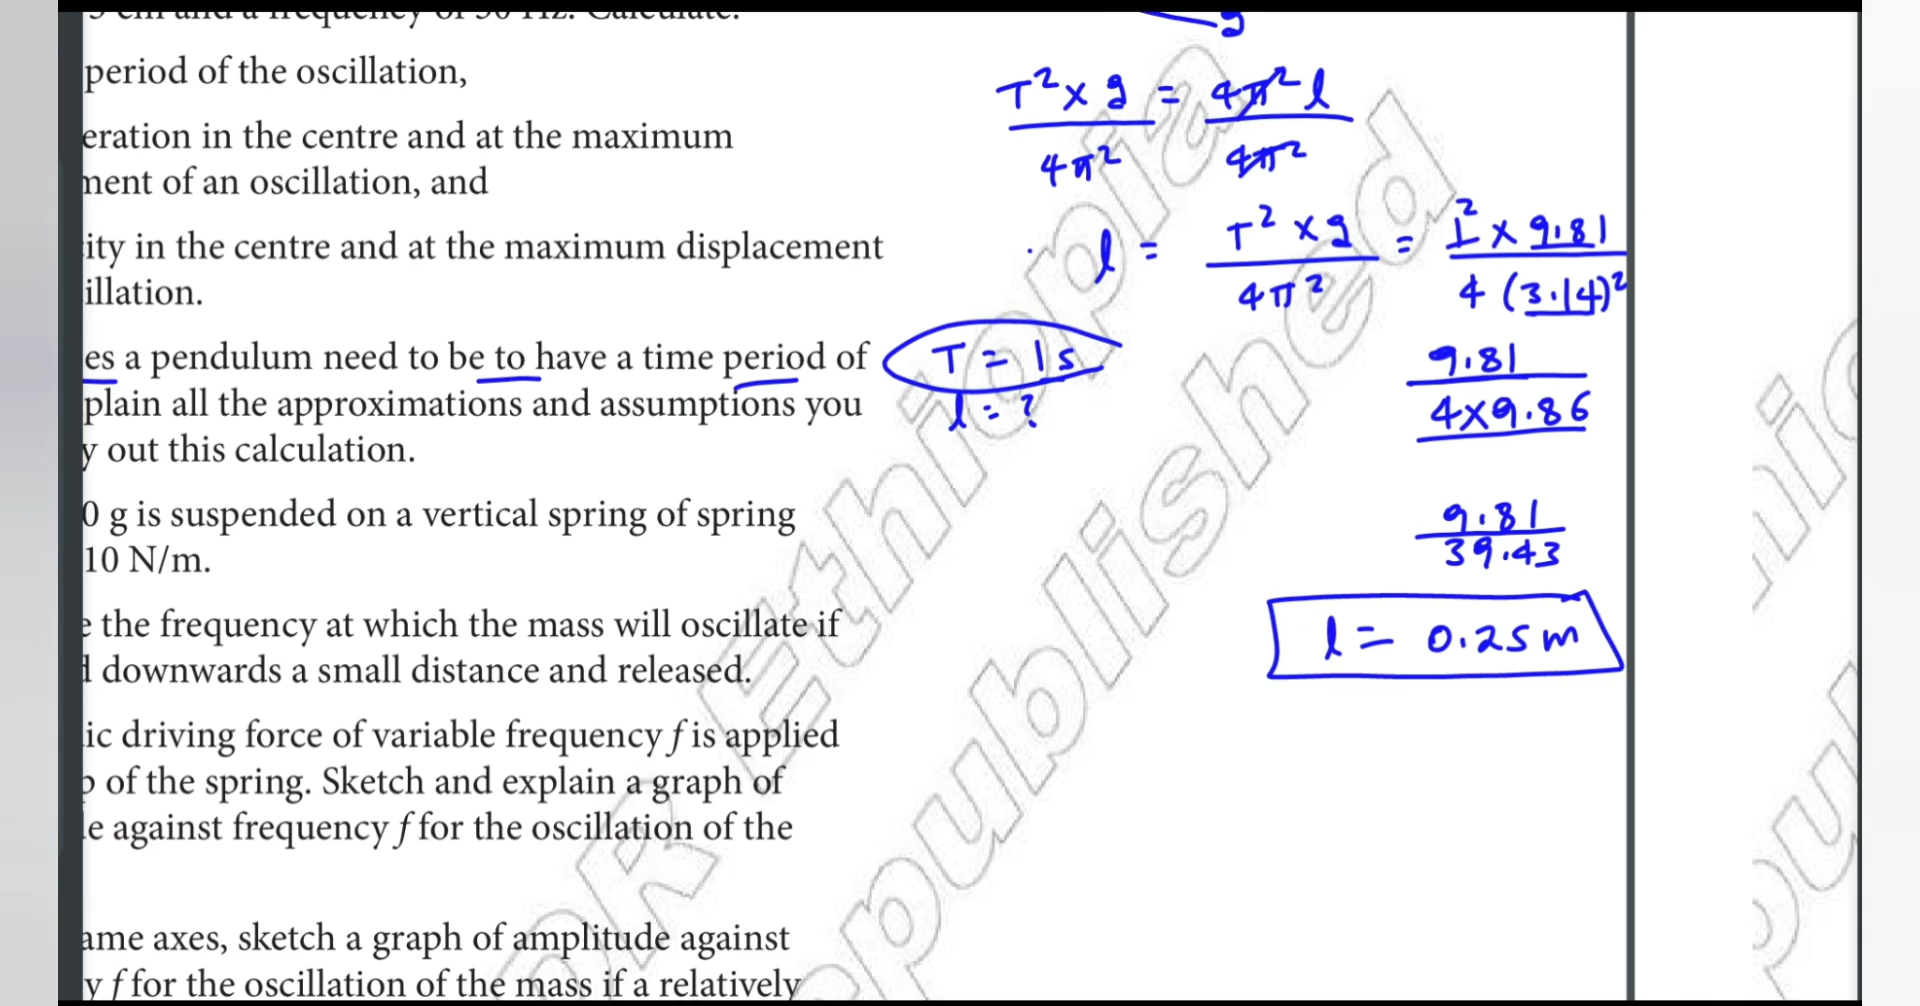 period of the oscillation,
eration in the centre and at the maximum
ment of an oscillation, and
ity in the centre and at the maximum displacement
illation.
es a pendulum need to be to have a time period of
plain all the approximations and assumptions you
y out this calculation.
0 g is suspended on a vertical spring of spring
10 N/m.
e the frequency at which the mass will oscillate if
d downwards a small distance and released.
ic driving force of variable frequency f is applied
p of the spring. Sketch and explain a graph of
le against frequency f for the oscillation of the
ame axes, sketch a graph of amplitude against
y f for the oscillation of the mass if a relatively
g
T² × g = 4π² l
4π² 4π²
l = T² × g = 1² × 9.81
4π² 4 (3.14)²
T = 1s
l = ?
9.81
4×9.86
9.81
39.43
l = 0.25 m
Ethiopia
published